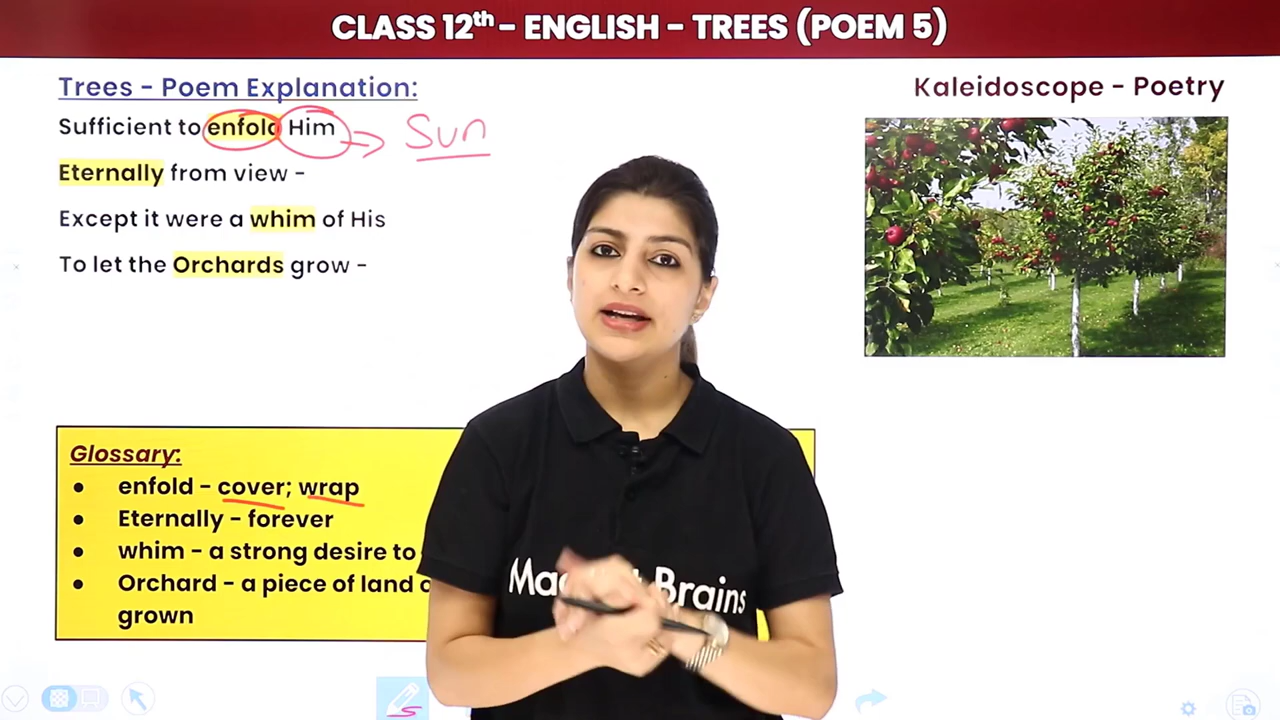 CLASS 12th – ENGLISH – TREES (POEM 5)
Trees - Poem Explanation:
Kaleidoscope - Poetry
Sufficient to enfold Him → Sun
Eternally from view -
Except it were a whim of His
To let the Orchards grow -
Glossary:
● enfold - cover; wrap
● Eternally - forever
● whim - a strong desire to
● Orchard - a piece of land
grown
Brains